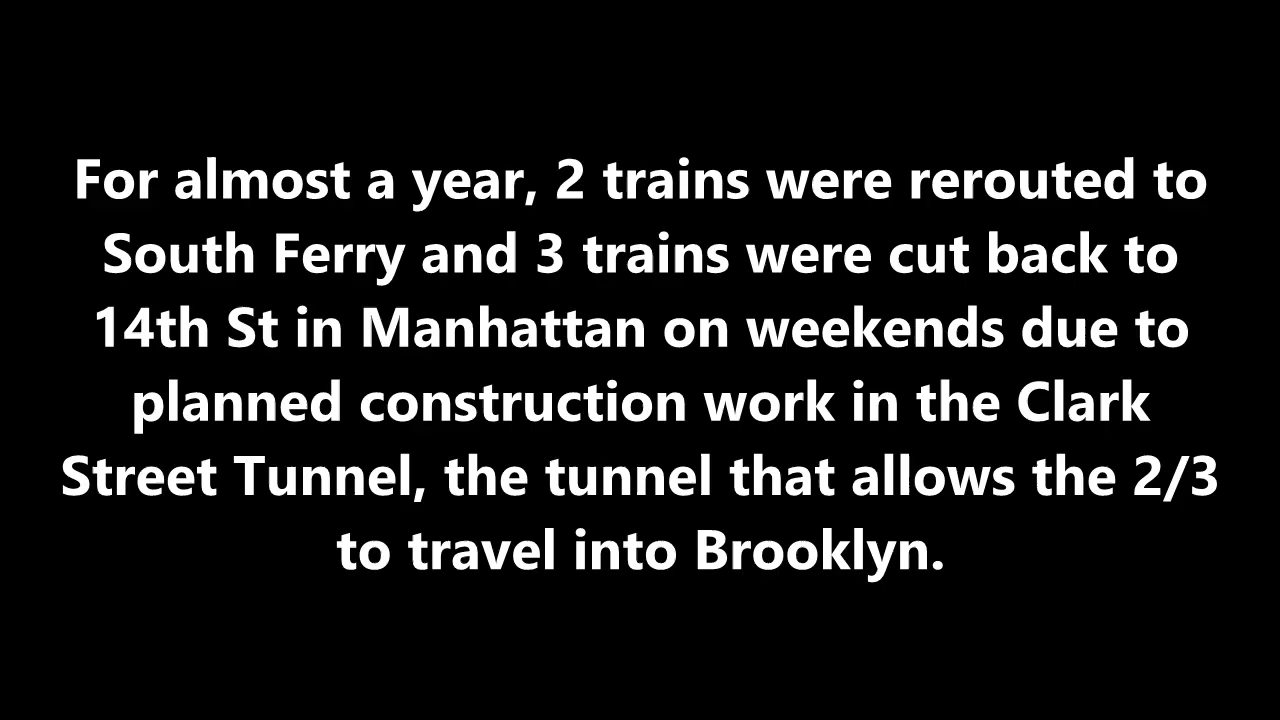 For almost a year, 2 trains were rerouted to
South Ferry and 3 trains were cut back to
14th St in Manhattan on weekends due to
planned construction work in the Clark
Street Tunnel, the tunnel that allows the 2/3
to travel into Brooklyn.